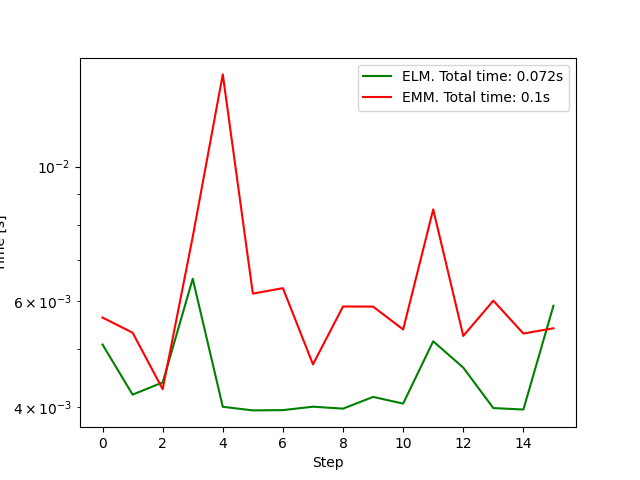 ELM. Total time: 0.072s
EMM. Total time: 0.1s
10⁻²
6 × 10⁻³
4 × 10⁻³
Time [s]
0 2 4 6 8 10 12 14
Step